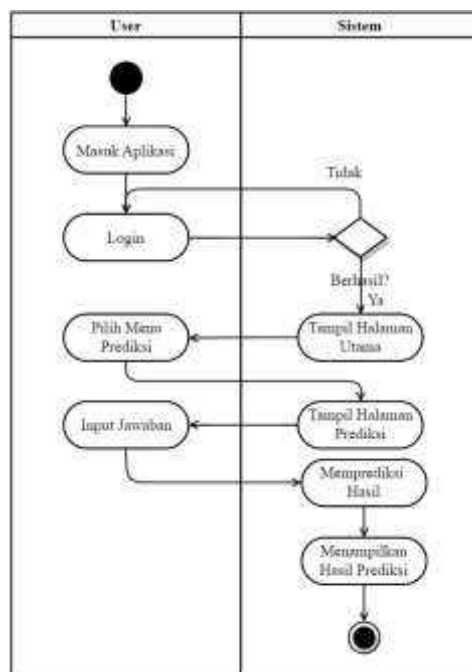 User
Sistem
Masuk Aplikasi
Tidak
Login
Berhasil?
Ya
Pilih Menu
Prediksi
Tampil Halaman
Utama
Input Jawaban
Tampil Halaman
Prediksi
Memprediksi
Hasil
Menampilkan
Hasil Prediksi